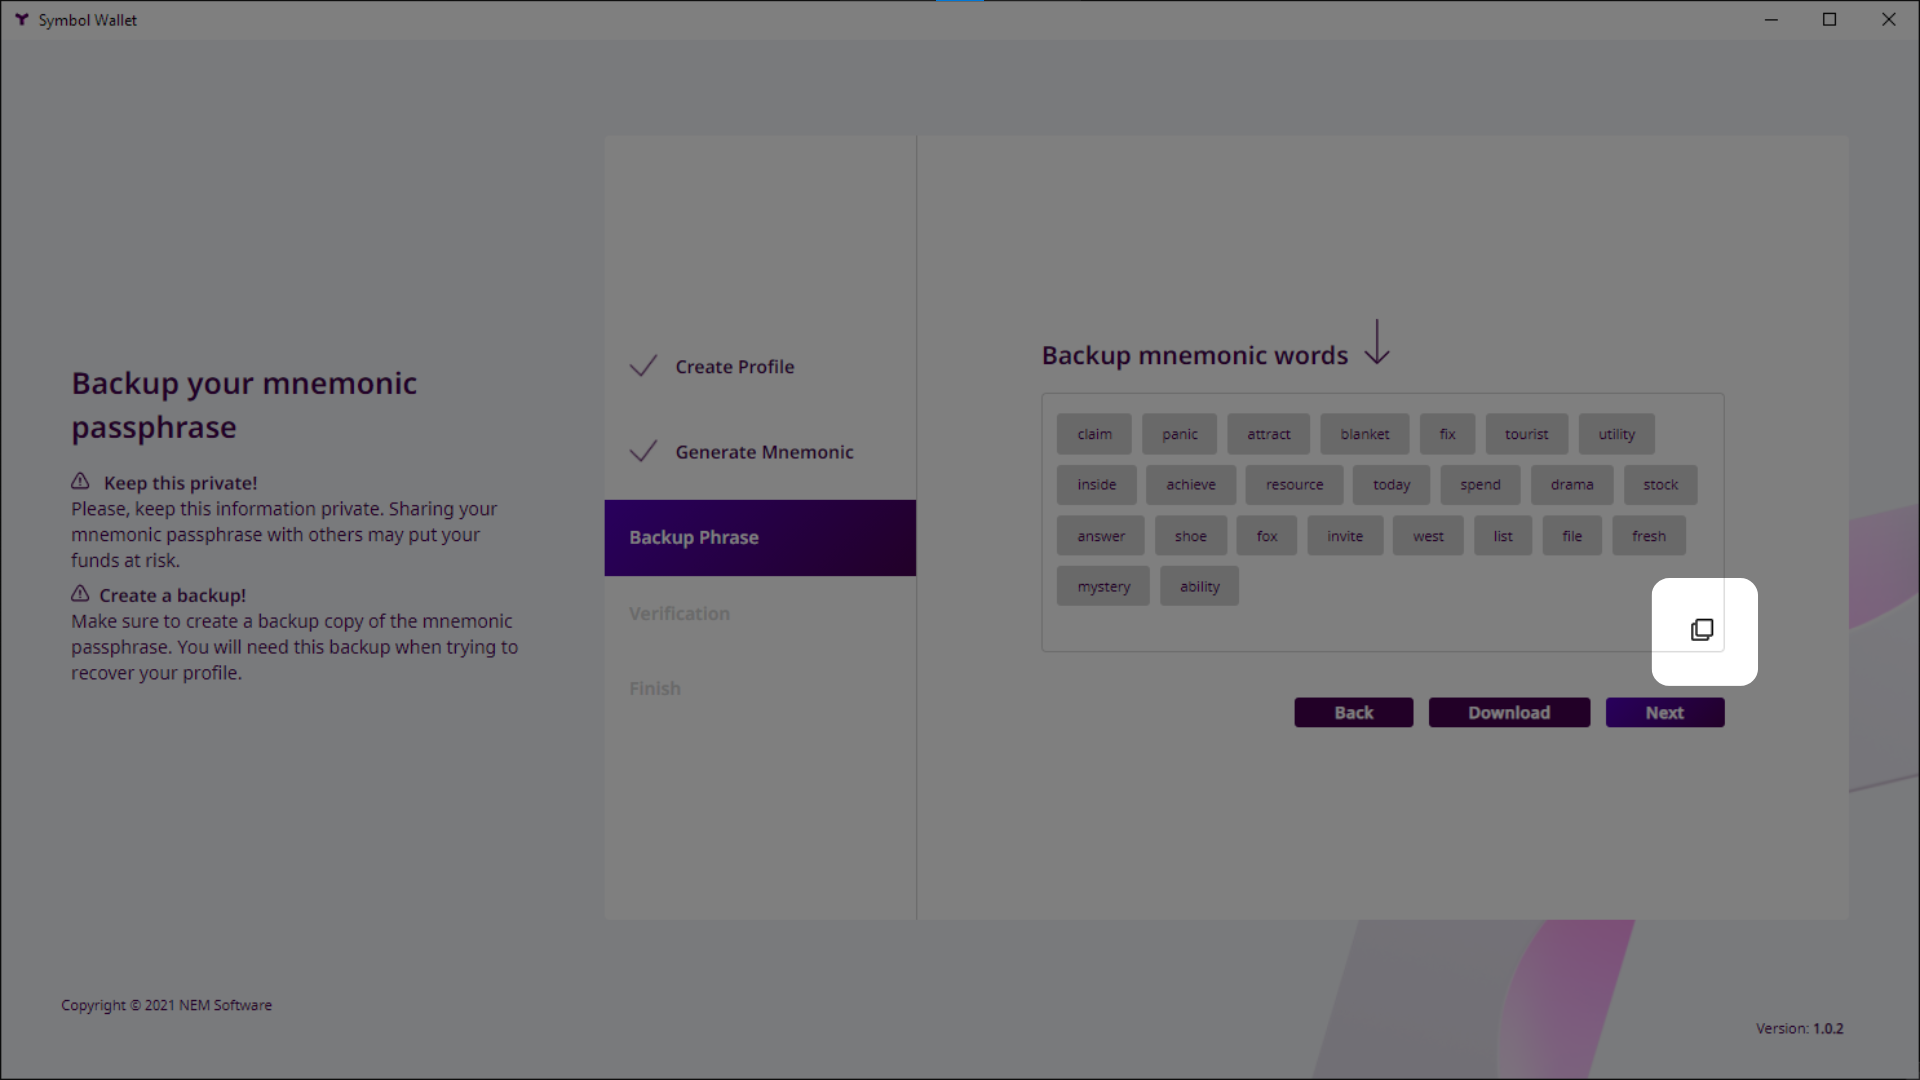 Symbol Wallet
Backup your mnemonic
passphrase
Keep this private!
Please, keep this information private. Sharing your
mnemonic passphrase with others may put your
funds at risk.
Create a backup!
Make sure to create a backup copy of the mnemonic
passphrase. You will need this backup when trying to
recover your profile.
Create Profile
Generate Mnemonic
Backup Phrase
Verification
Finish
Backup mnemonic words
claim panic attract blanket fix tourist utility
inside achieve resource today spend drama stock
answer shoe fox invite west list file fresh
mystery ability
Back Download Next
Copyright © 2021 NEM Software
Version: 1.0.2